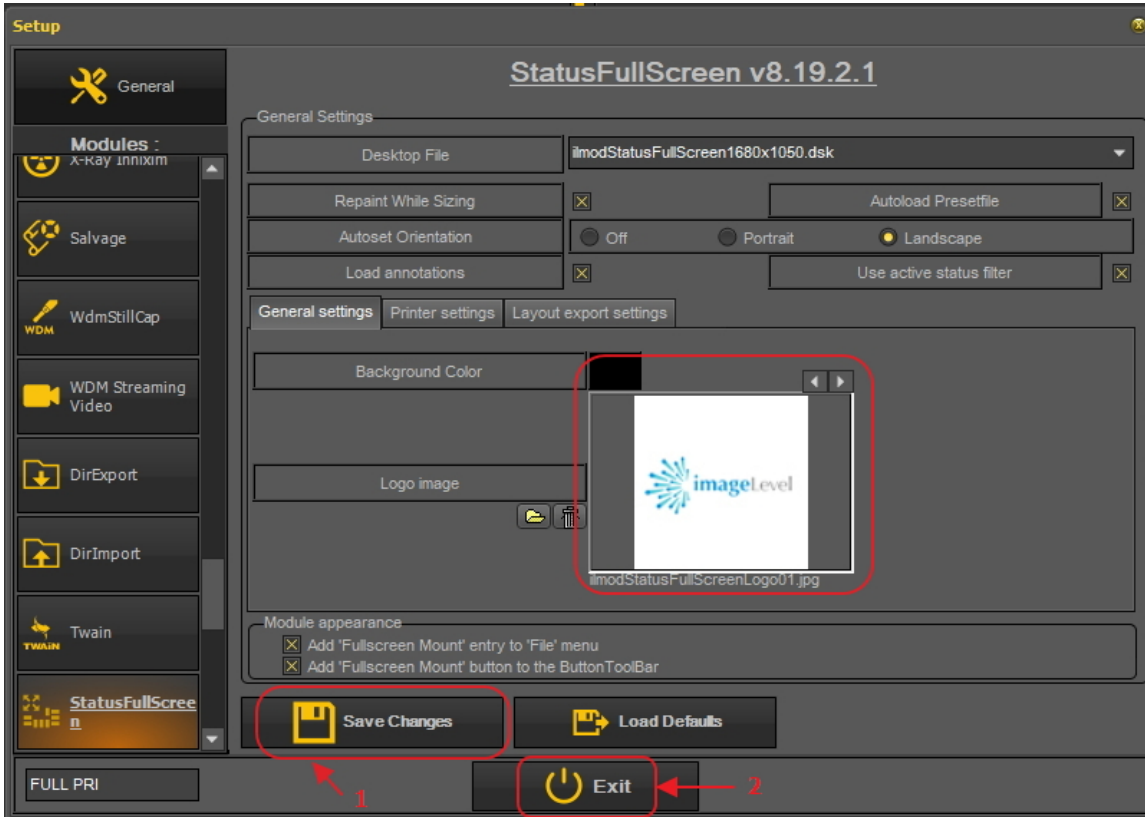 Setup
General
StatusFullScreen v8.19.2.1
General Settings
Modules :
X-Ray Innixim
Desktop File
ilmodStatusFullScreen1680x1050.dsk
Repaint While Sizing
Autoload Presetfile
Salvage
Autoset Orientation
Off
Portrait
Landscape
Load annotations
Use active status filter
WDM
WdmStillCap
General settings
Printer settings
Layout export settings
Background Color
WDM Streaming
Video
DirExport
Logo image
imageLevel
DirImport
ilmodStatusFullScreenLogo01.jpg
TWAIN
Twain
Module appearance
Add 'Fullscreen Mount' entry to 'File' menu
Add 'Fullscreen Mount' button to the ButtonToolBar
StatusFullScree
n
Save Changes
Load Defaults
FULL PRI
1
Exit
2